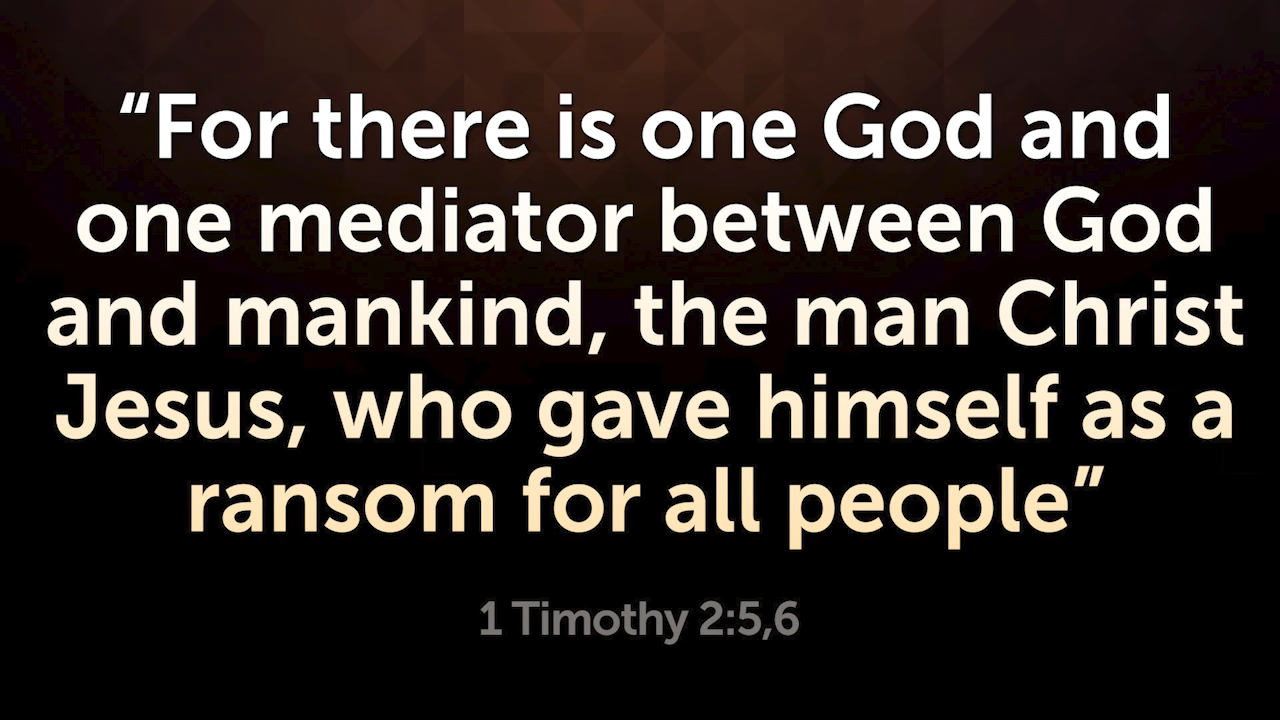 “For there is one God and
one mediator between God
and mankind, the man Christ
Jesus, who gave himself as a
ransom for all people”
1 Timothy 2:5,6